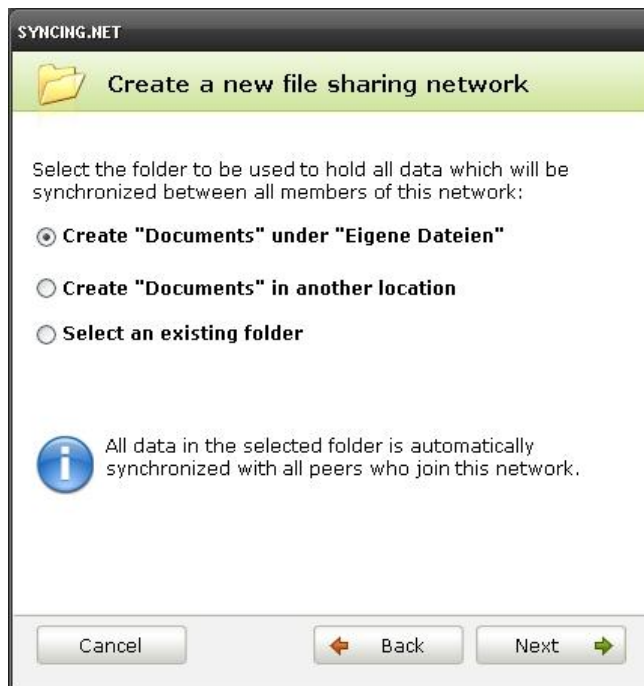 SYNCING.NET
Create a new file sharing network
Select the folder to be used to hold all data which will be
synchronized between all members of this network:
Create "Documents" under "Eigene Dateien"
Create "Documents" in another location
Select an existing folder
All data in the selected folder is automatically
synchronized with all peers who join this network.
Cancel
Back
Next